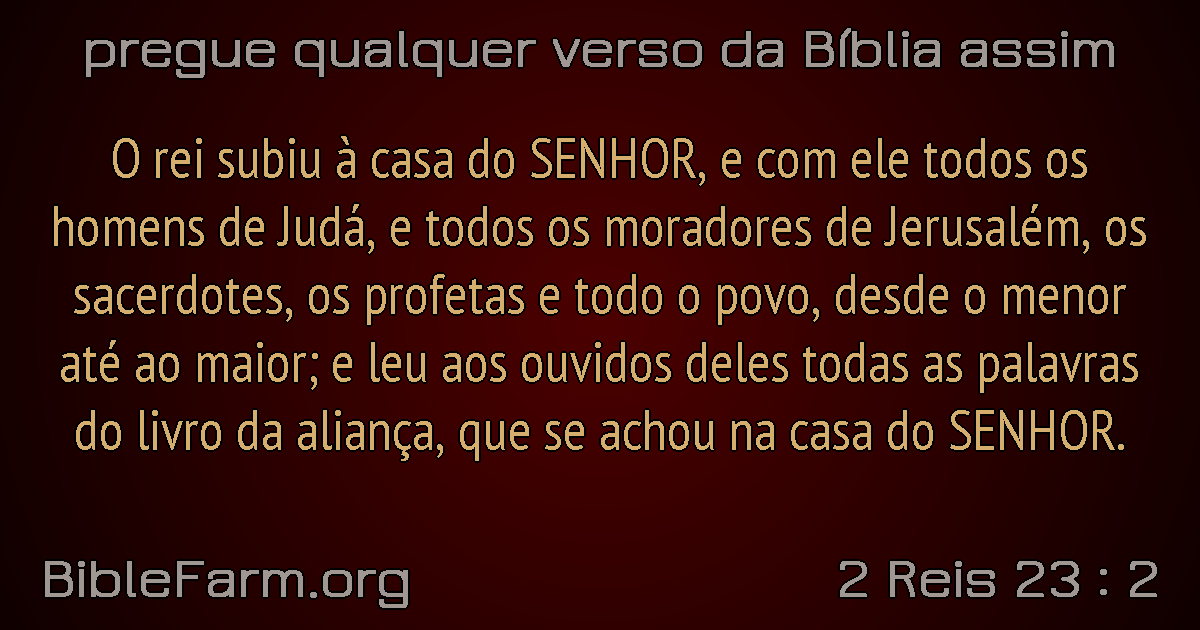 pregue qualquer verso da Bíblia assim
O rei subiu à casa do SENHOR, e com ele todos os
homens de Judá, e todos os moradores de Jerusalém, os
sacerdotes, os profetas e todo o povo, desde o menor
até ao maior; e leu aos ouvidos deles todas as palavras
do livro da aliança, que se achou na casa do SENHOR.
BibleFarm.org
2 Reis 23 : 2